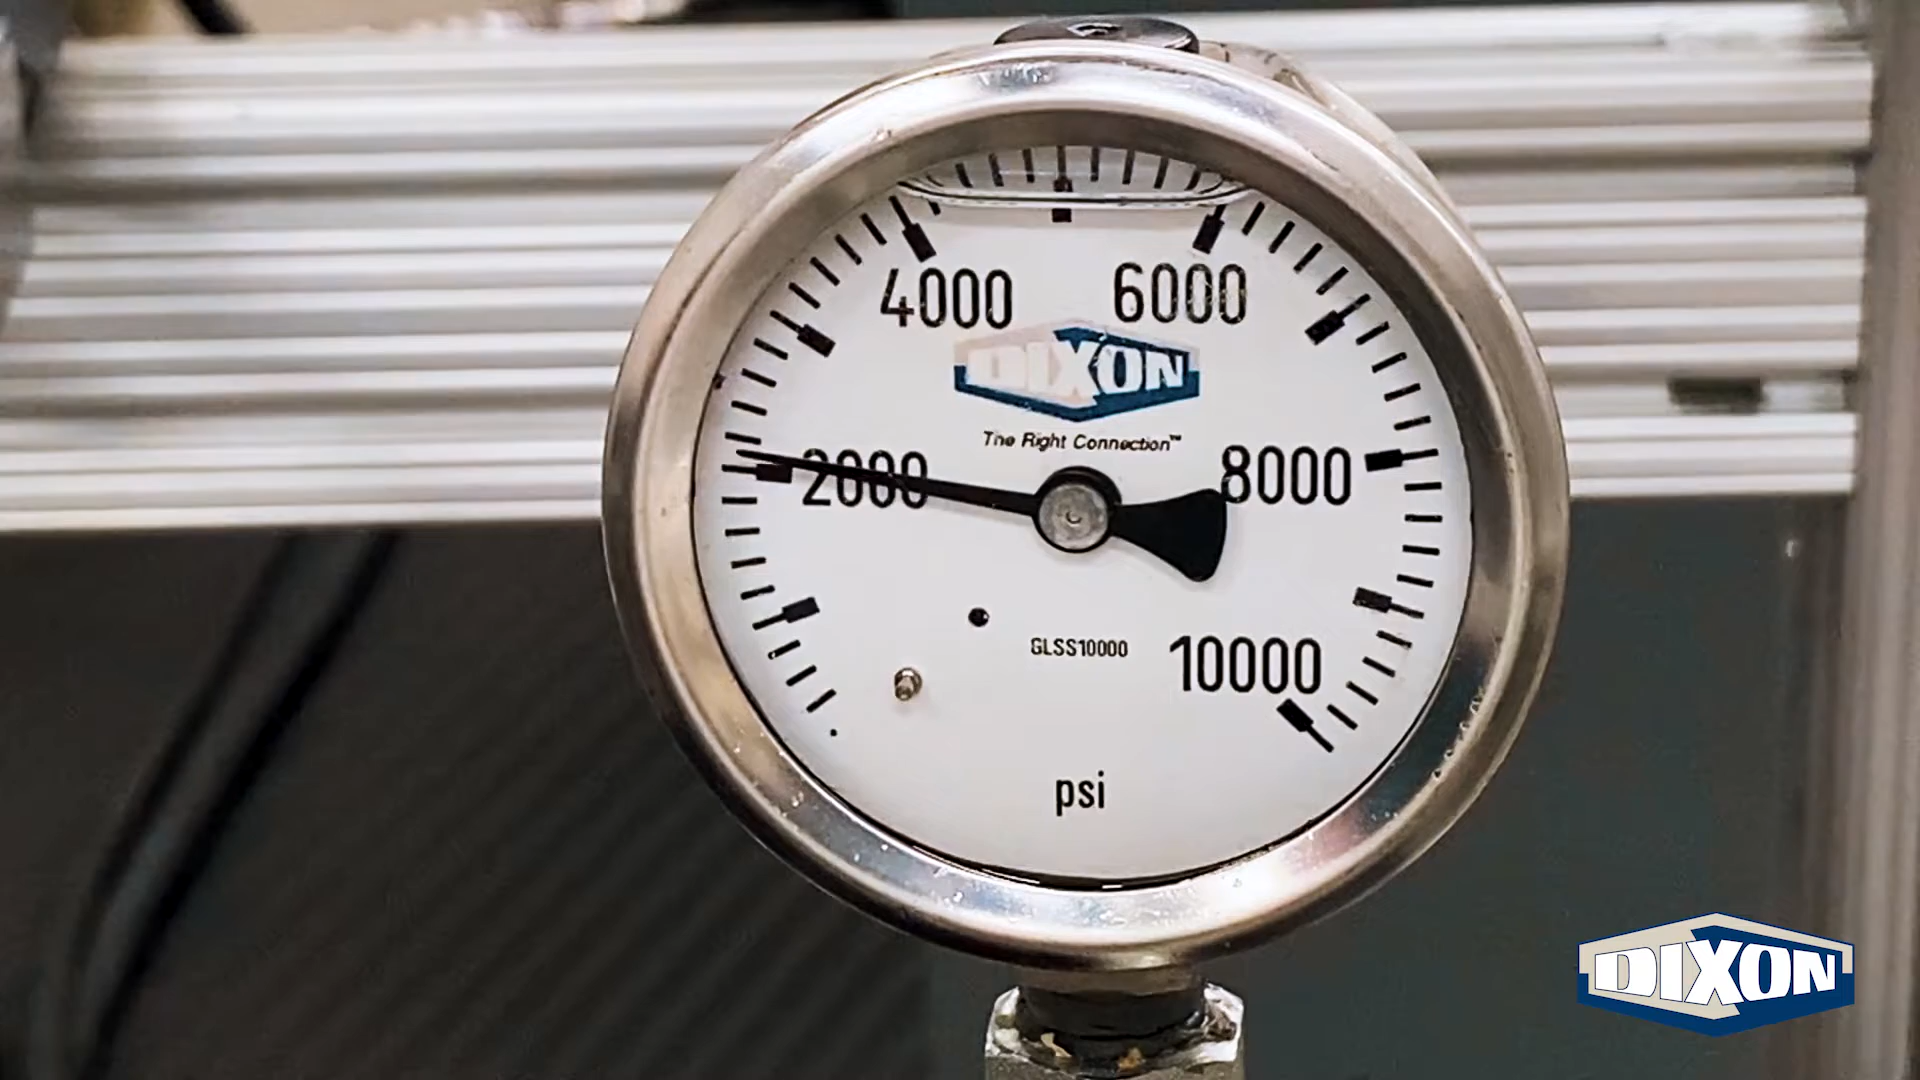 4000 6000
DIXON
The Right Connection™
2000 8000
GLSS10000
10000
psi
DIXON